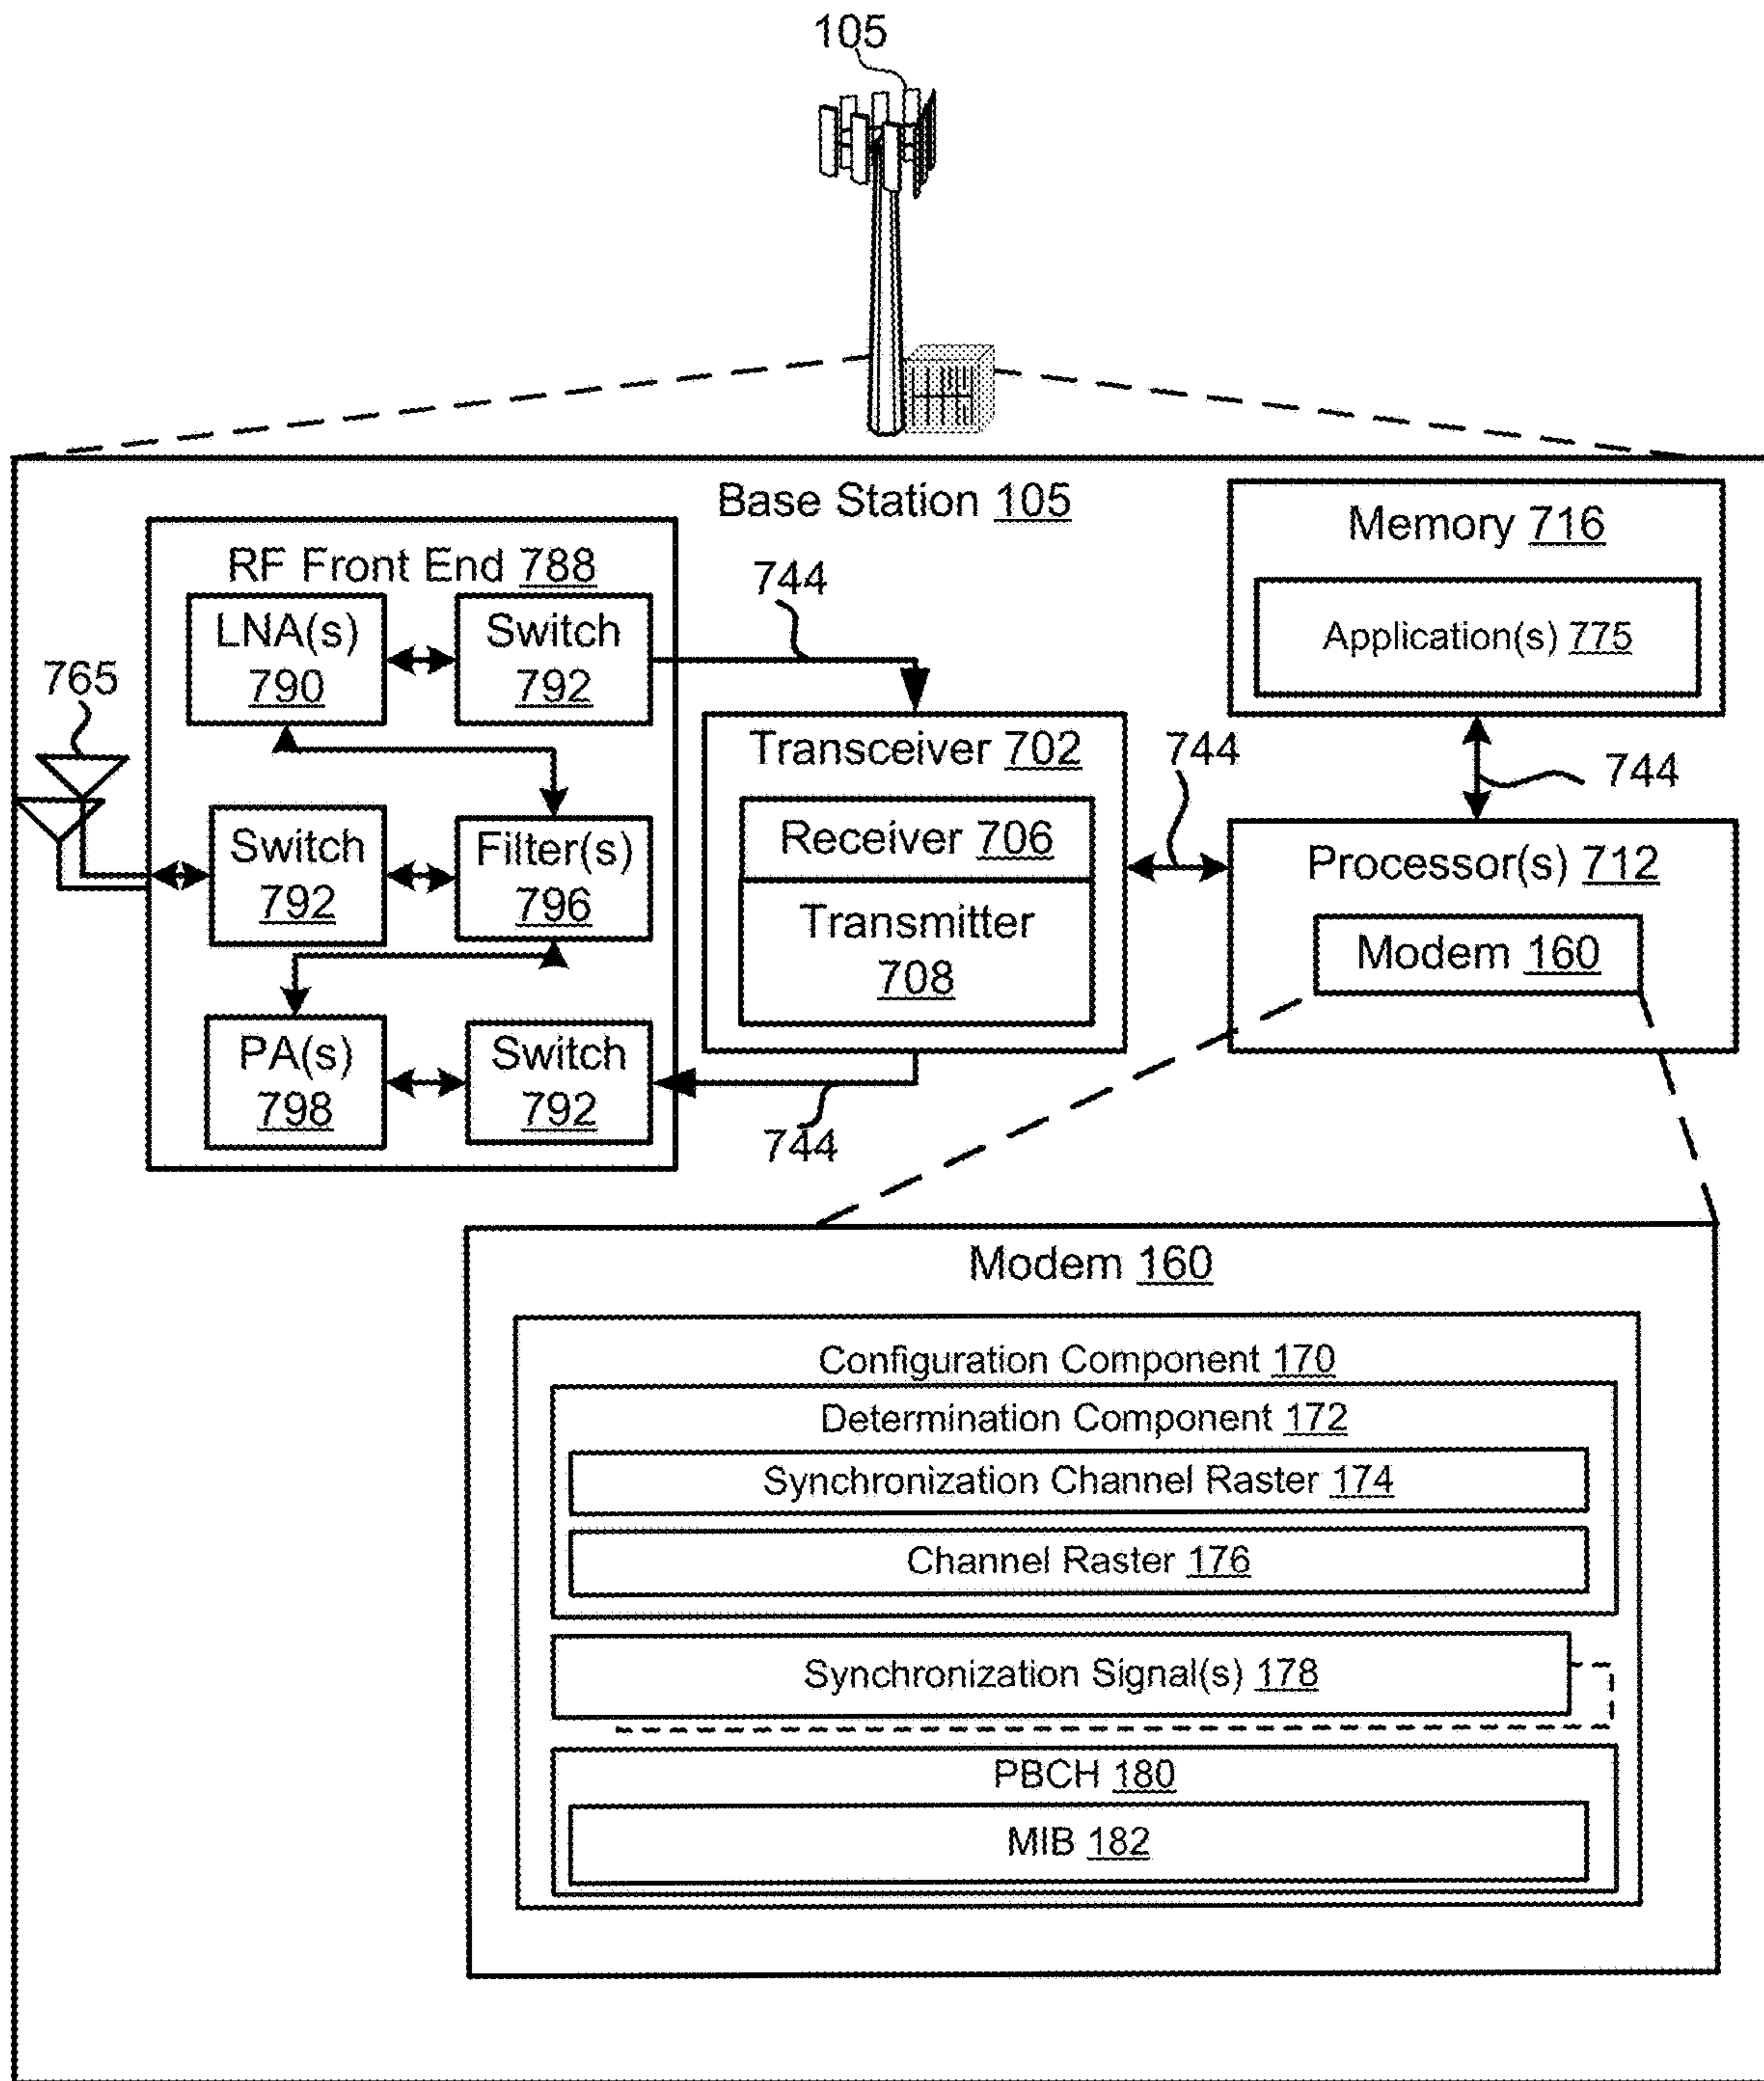 105
Base Station 105
Memory 716
Application(s) 775
RF Front End 788
LNA(s)
790
Switch
792
744
765
Transceiver 702
Receiver 706
Transmitter
708
744
744
Switch
792
Filter(s)
796
Processor(s) 712
Modem 160
PA(s)
798
Switch
792
744
Modem 160
Configuration Component 170
Determination Component 172
Synchronization Channel Raster 174
Channel Raster 176
Synchronization Signal(s) 178
PBCH 180
MIB 182